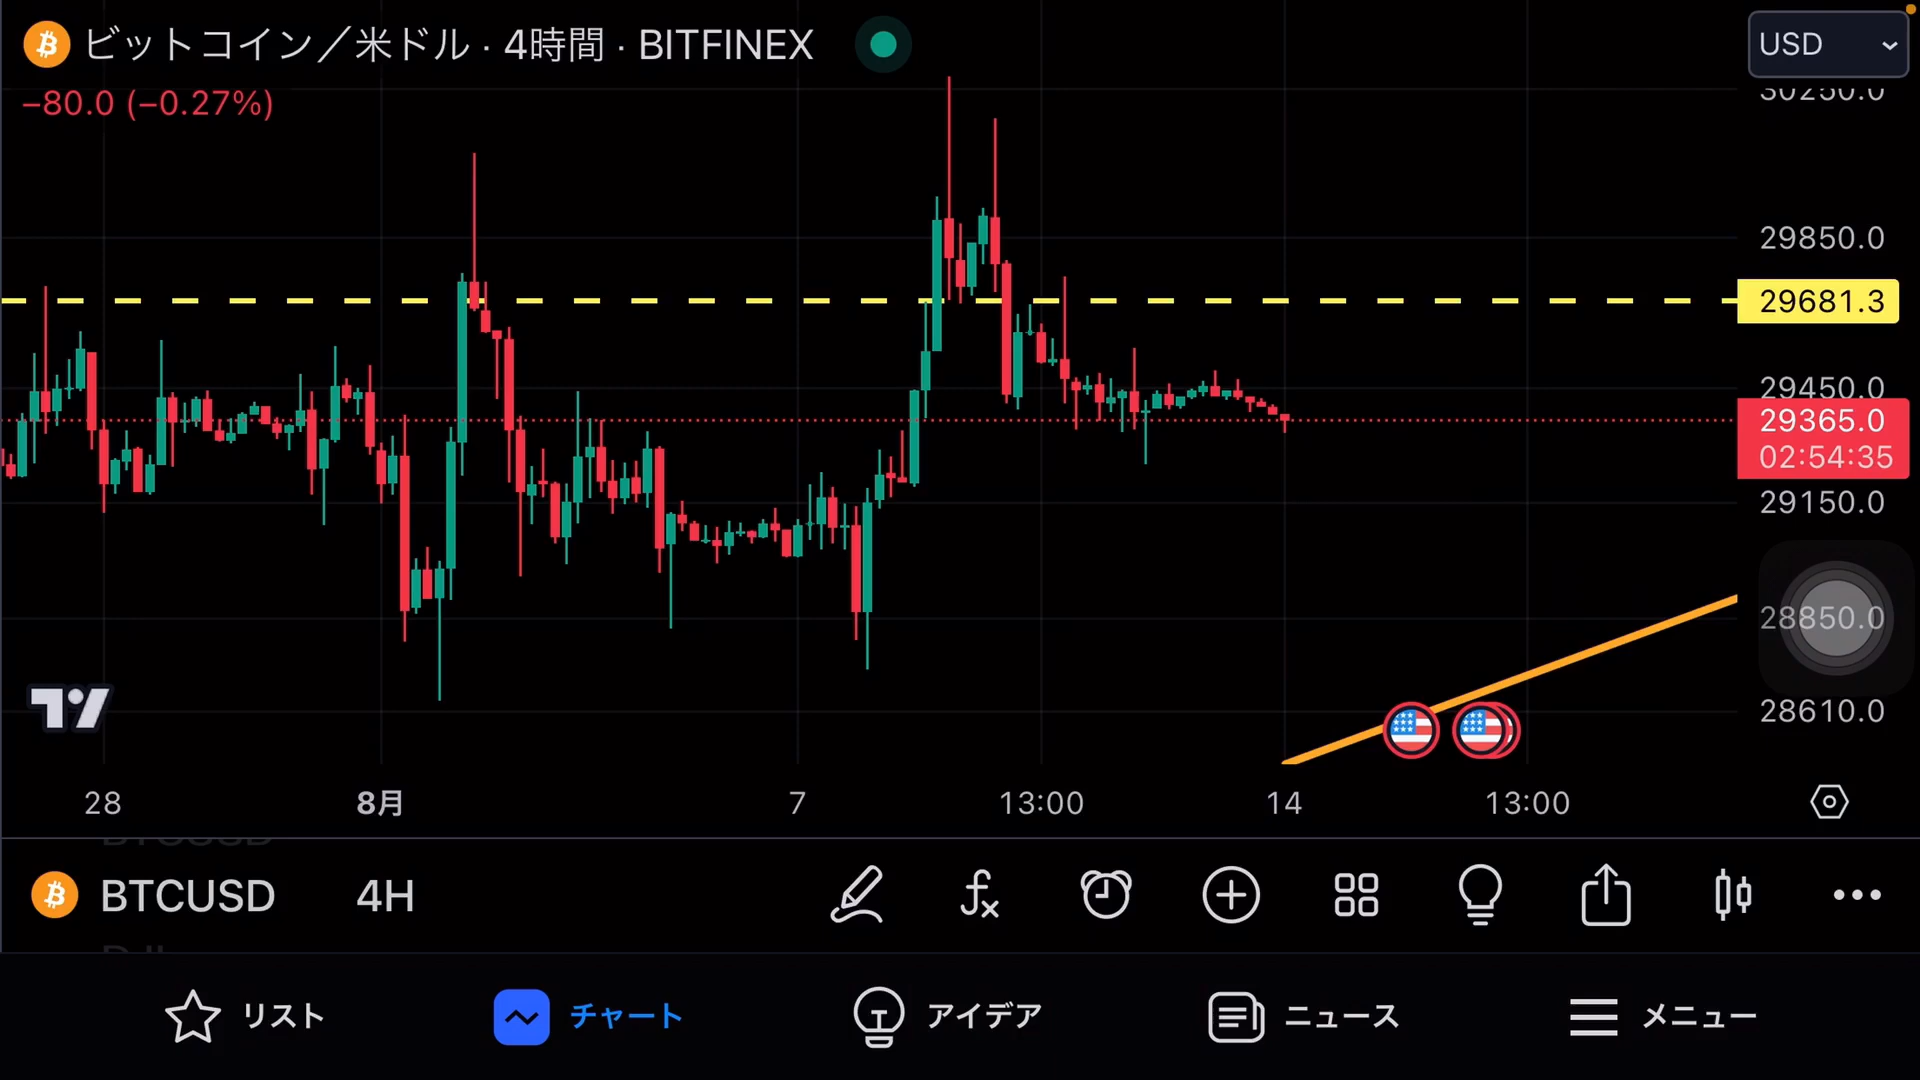 ビットコイン／米ドル · 4時間 · BITFINEX
USD
−80.0 (−0.27%)
30250.0
29850.0
29681.3
29450.0
29365.0
02:54:35
29150.0
28850.0
28610.0
28 8月 7 13:00 14 13:00
BTCUSD 4H
リスト チャート アイデア ニュース メニュー